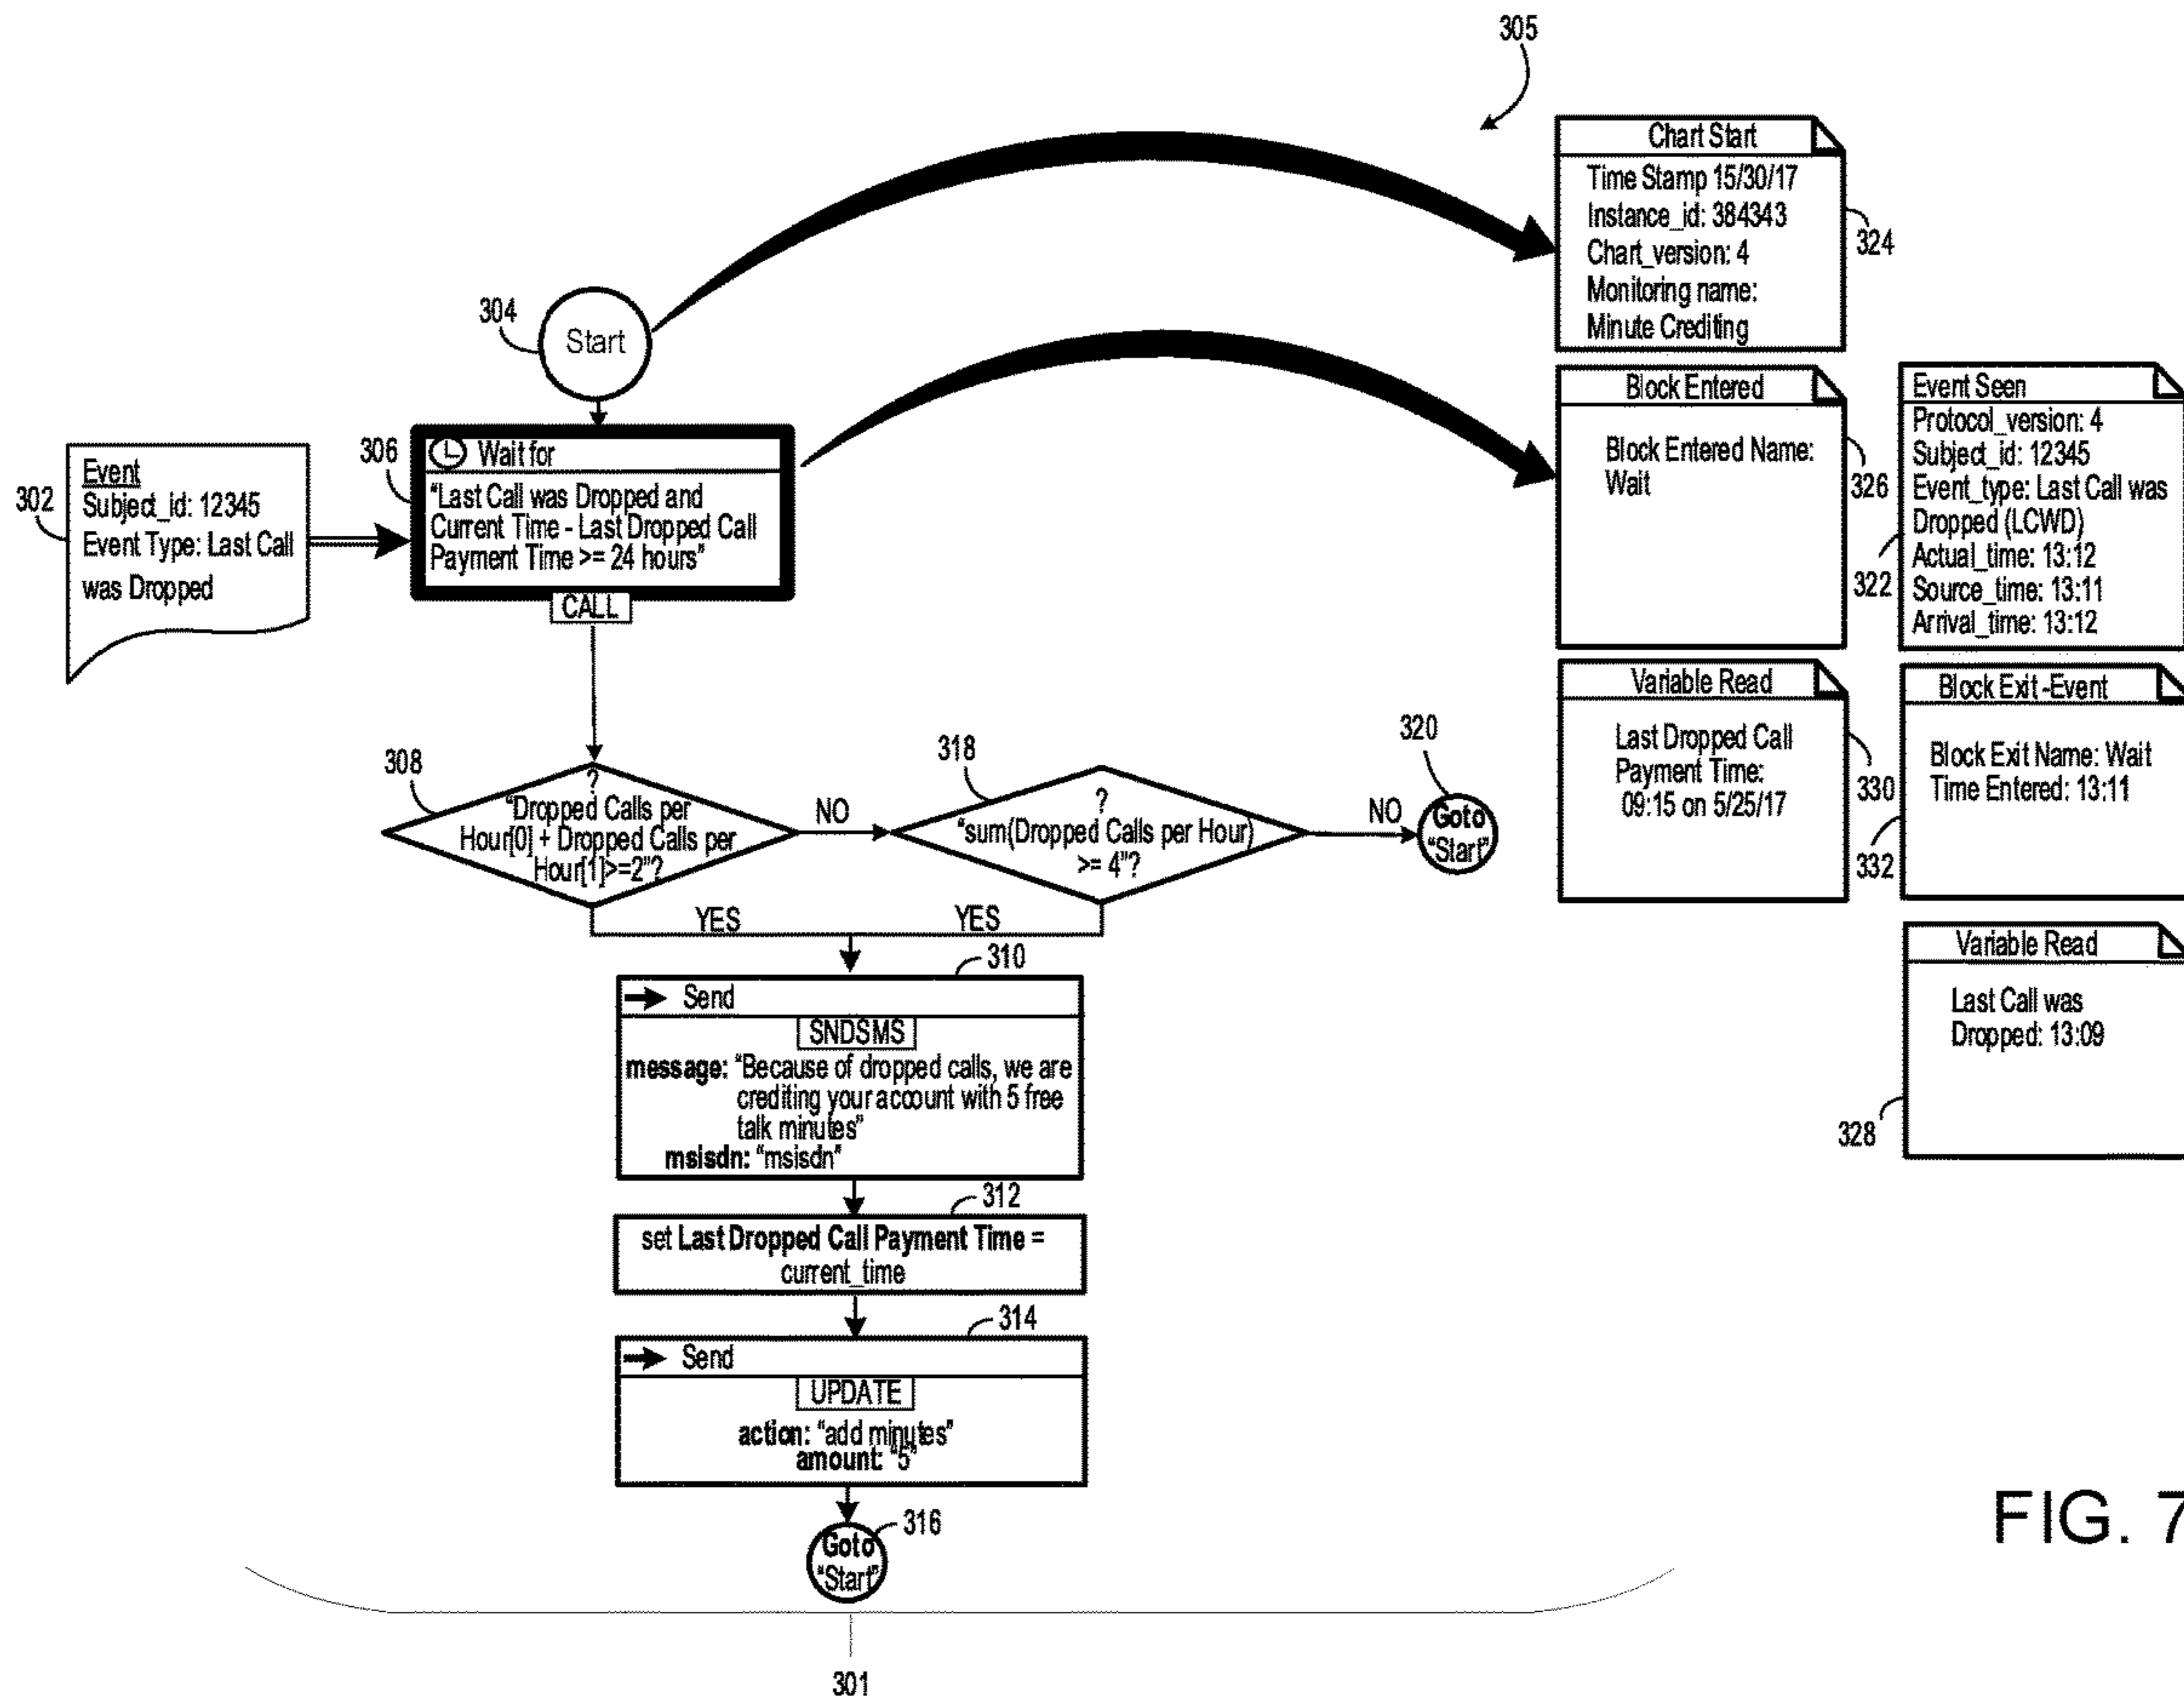 305
Chart Start
Time Stamp 15/30/17
Instance_id: 384343
Chart_version: 4
Monitoring name:
Minute Crediting
324
304
Start
Block Entered
Block Entered Name:
Wait
326
Event Seen
Protocol_version: 4
Subject_id: 12345
Event_type: Last Call was
Dropped (LCWD)
Actual_time: 13:12
Source_time: 13:11
Arrival_time: 13:12
322
302
Event
Subject_id: 12345
Event Type: Last Call
was Dropped
306
Wait for
“Last Call was Dropped and
Current Time - Last Dropped Call
Payment Time >= 24 hours”
CALL
Variable Read
Last Dropped Call
Payment Time:
09:15 on 5/25/17
330
Block Exit -Event
Block Exit Name: Wait
Time Entered: 13:11
332
308
?
“Dropped Calls per
Hour[0] + Dropped Calls per
Hour[1]>=2”?
NO
318
?
“sum(Dropped Calls per Hour)
>= 4”?
NO
320
Goto
“Start”
YES
YES
Variable Read
Last Call was
Dropped: 13:09
328
310
Send
SNDSMS
message: “Because of dropped calls, we are
crediting your account with 5 free
talk minutes”
msisdn: “msisdn”
312
set Last Dropped Call Payment Time =
current_time
314
Send
UPDATE
action: “add minutes”
amount: “5”
316
Goto
“Start”
301
FIG. 7